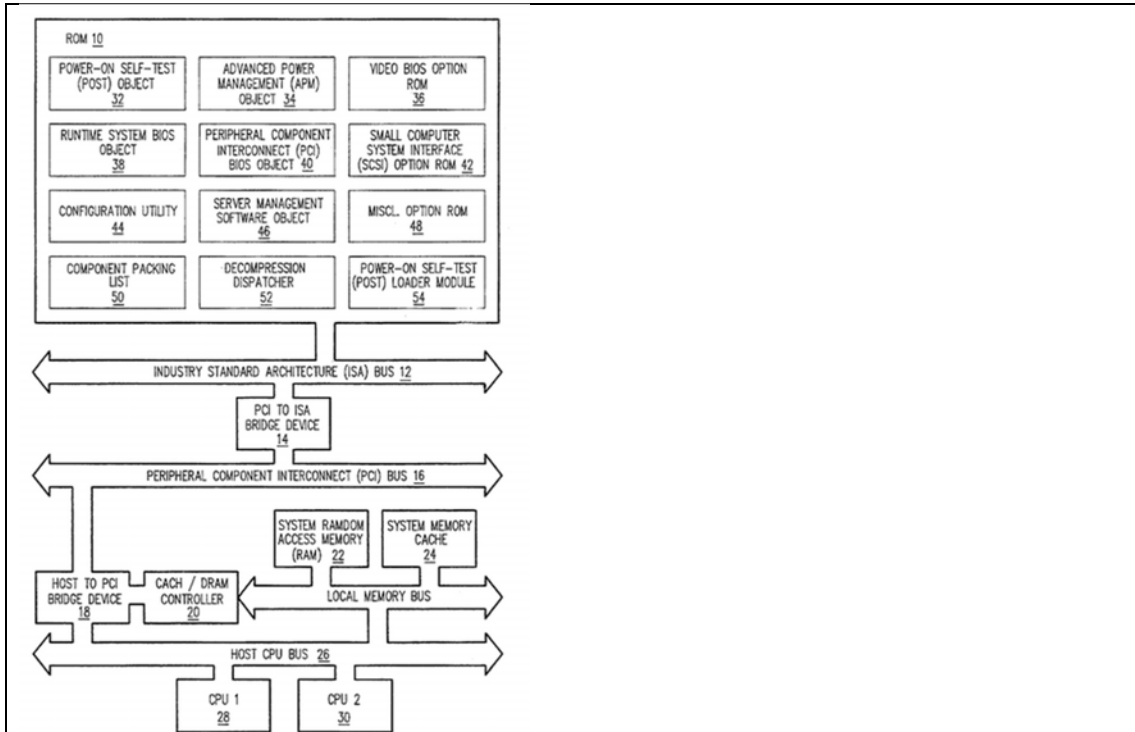 ROM 10
POWER-ON SELF-TEST
(POST) OBJECT
32
ADVANCED POWER
MANAGEMENT (APM)
OBJECT 34
VIDEO BIOS OPTION
ROM
36
RUNTIME SYSTEM BIOS
OBJECT
38
PERIPHERAL COMPONENT
INTERCONNECT (PCI)
BIOS OBJECT 40
SMALL COMPUTER
SYSTEM INTERFACE
(SCSI) OPTION ROM 42
CONFIGURATION UTILITY
44
SERVER MANAGEMENT
SOFTWARE OBJECT
46
MISCL. OPTION ROM
48
COMPONENT PACKING
LIST
50
DECOMPRESSION
DISPATCHER
52
POWER-ON SELF-TEST
(POST) LOADER MODULE
54
INDUSTRY STANDARD ARCHITECTURE (ISA) BUS 12
PCI TO ISA
BRIDGE DEVICE
14
PERIPHERAL COMPONENT INTERCONNECT (PCI) BUS 16
SYSTEM RAMDOM
ACCESS MEMORY
(RAM) 22
SYSTEM MEMORY
CACHE
24
HOST TO PCI
BRIDGE DEVICE
18
CACH / DRAM
CONTROLLER
20
LOCAL MEMORY BUS
HOST CPU BUS 26
CPU 1
28
CPU 2
30